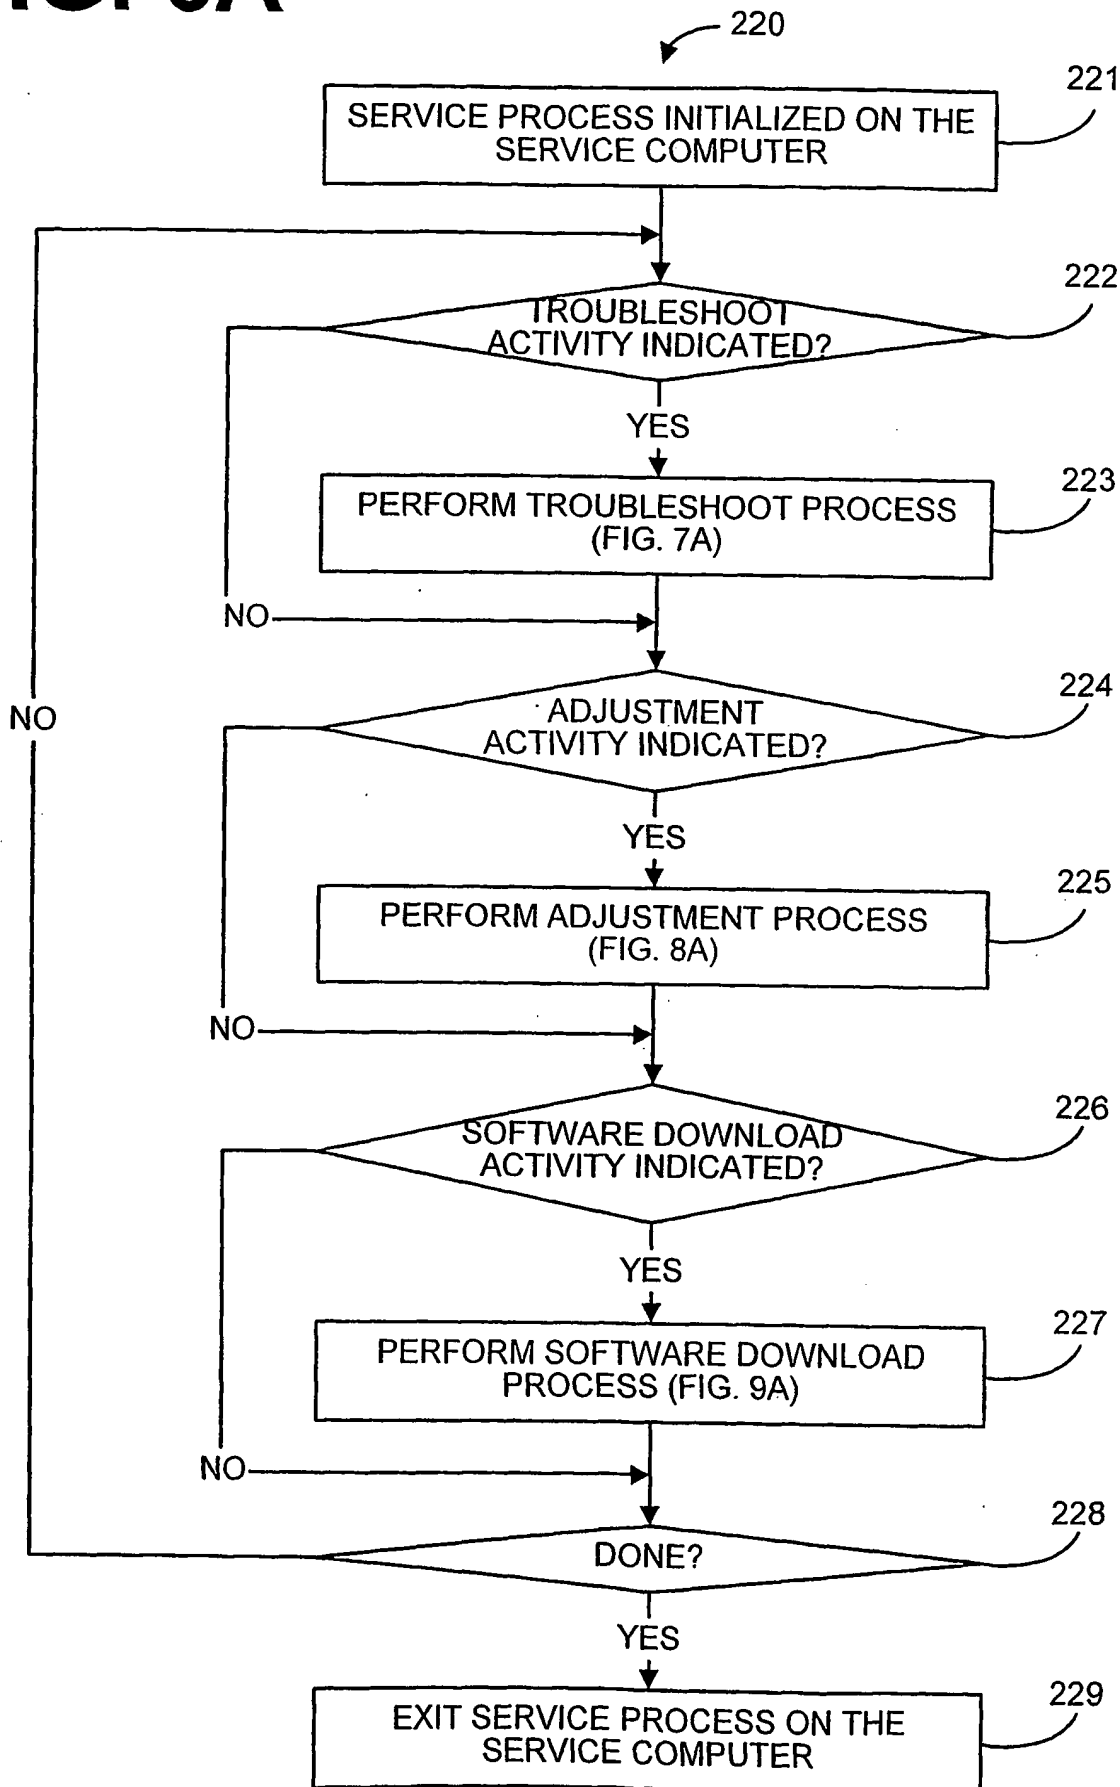 220
221
SERVICE PROCESS INITIALIZED ON THE
SERVICE COMPUTER
222
TROUBLESHOOT
ACTIVITY INDICATED?
YES
223
PERFORM TROUBLESHOOT PROCESS
(FIG. 7A)
NO
224
NO
ADJUSTMENT
ACTIVITY INDICATED?
YES
225
PERFORM ADJUSTMENT PROCESS
(FIG. 8A)
NO
226
SOFTWARE DOWNLOAD
ACTIVITY INDICATED?
YES
227
PERFORM SOFTWARE DOWNLOAD
PROCESS (FIG. 9A)
NO
228
DONE?
YES
229
EXIT SERVICE PROCESS ON THE
SERVICE COMPUTER